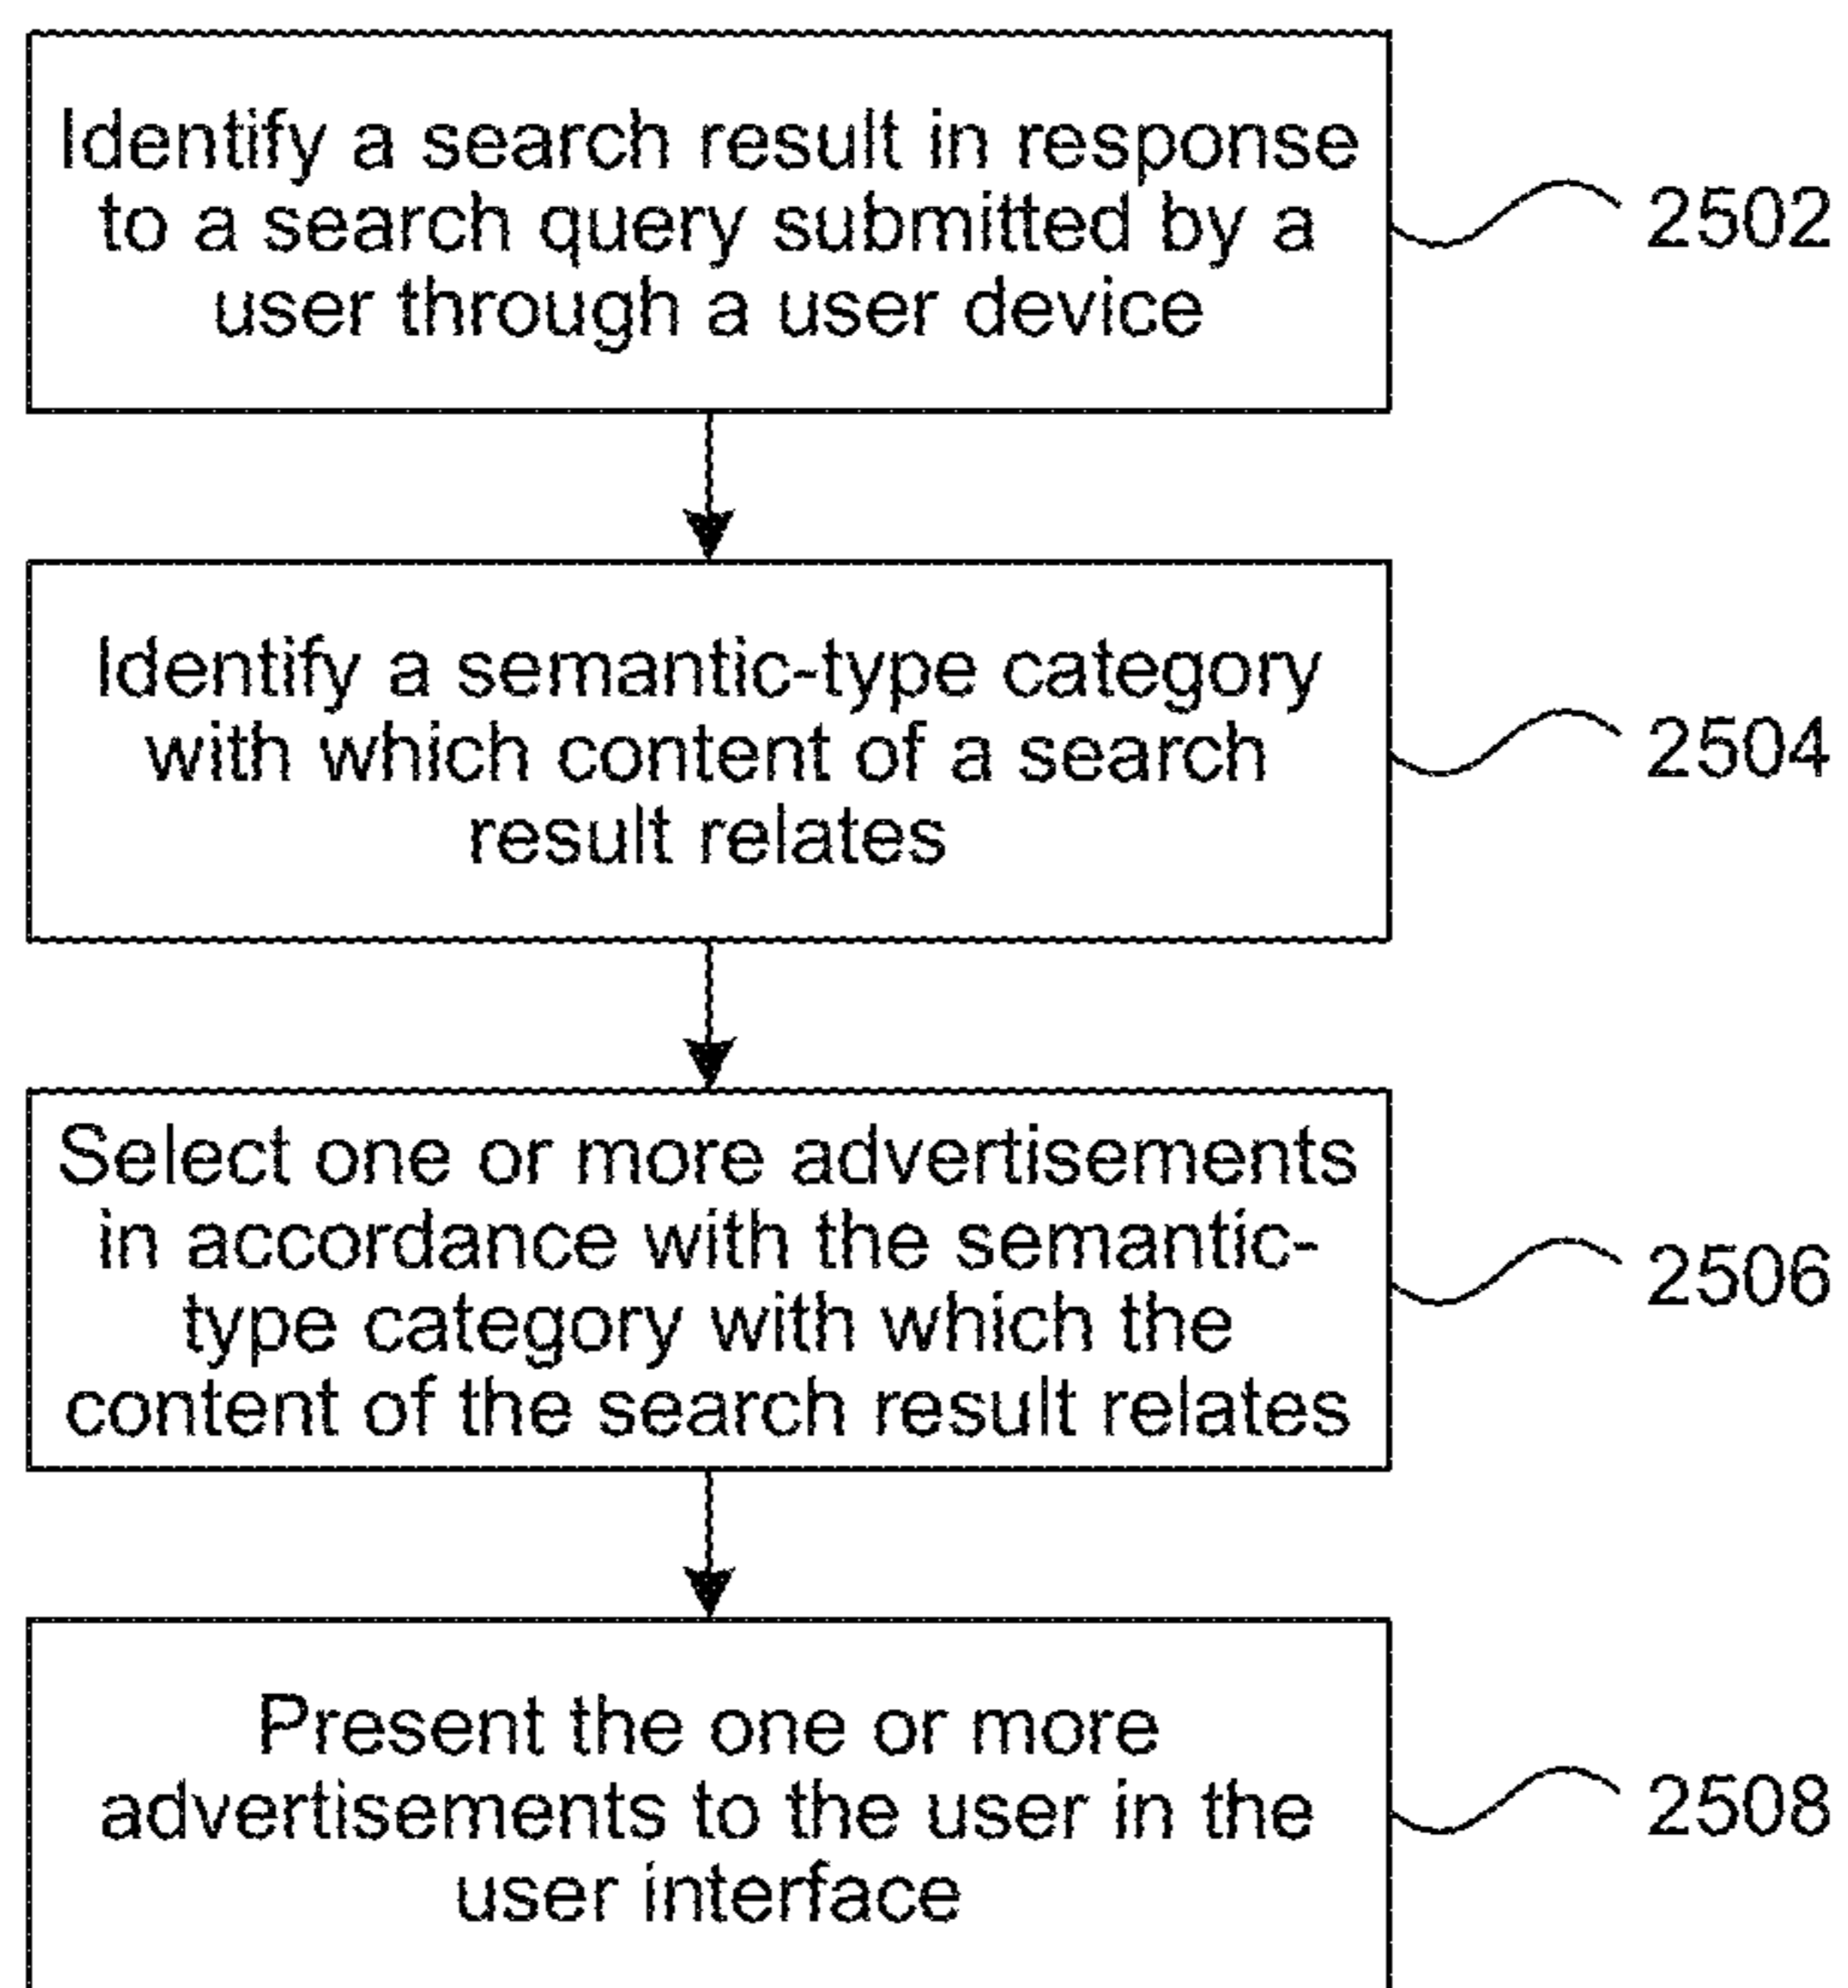 Identify a search result in response
to a search query submitted by a
user through a user device
2502
Identify a semantic-type category
with which content of a search
result relates
2504
Select one or more advertisements
in accordance with the semantic-
type category with which the
content of the search result relates
2506
Present the one or more
advertisements to the user in the
user interface
2508